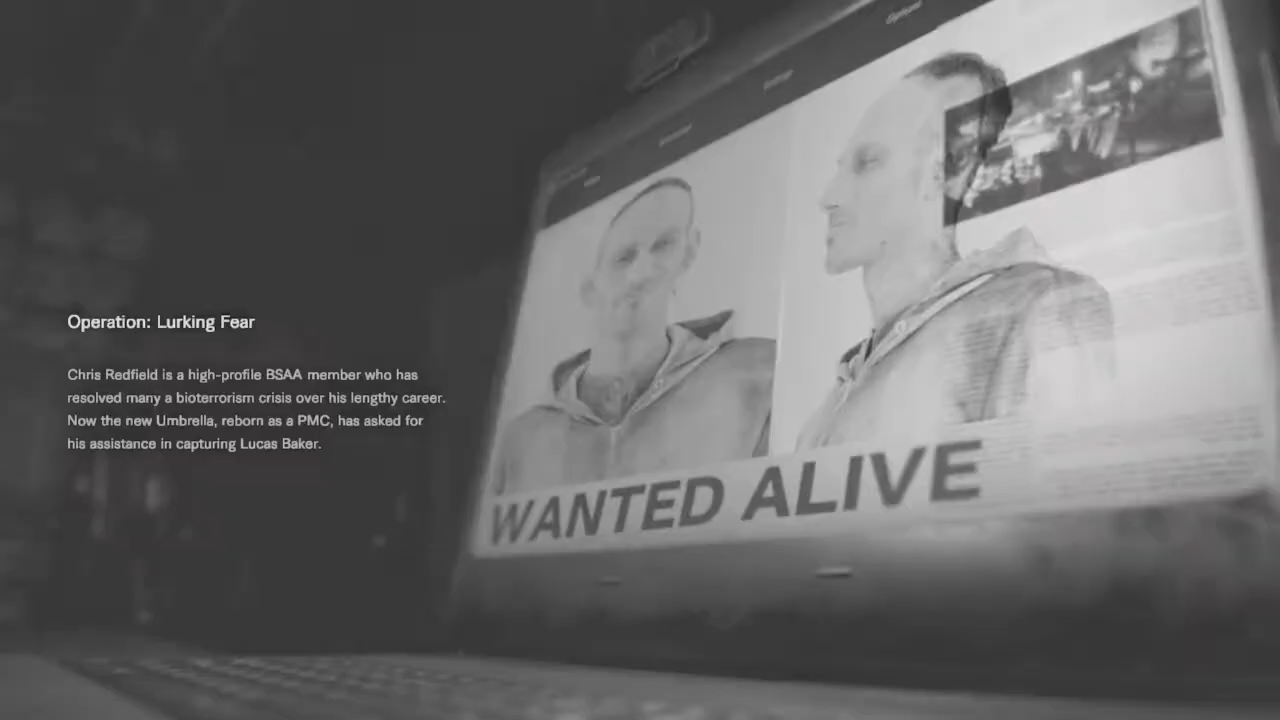 Operation: Lurking Fear
Chris Redfield is a high-profile BSAA member who has
resolved many a bioterrorism crisis over his lengthy career.
Now the new Umbrella, reborn as a PMC, has asked for
his assistance in capturing Lucas Baker.
WANTED ALIVE